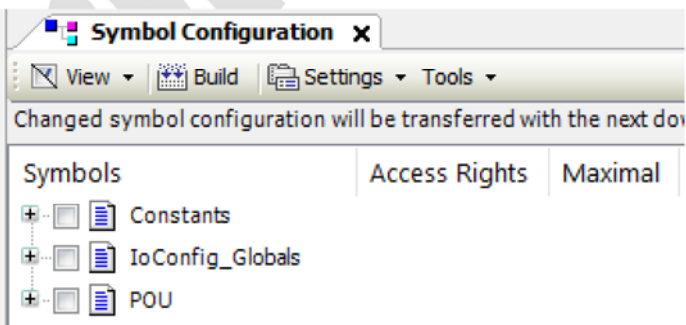 Symbol Configuration
View Build Settings Tools
Changed symbol configuration will be transferred with the next
Symbols Access Rights Maximal
Constants
IoConfig_Globals
POU